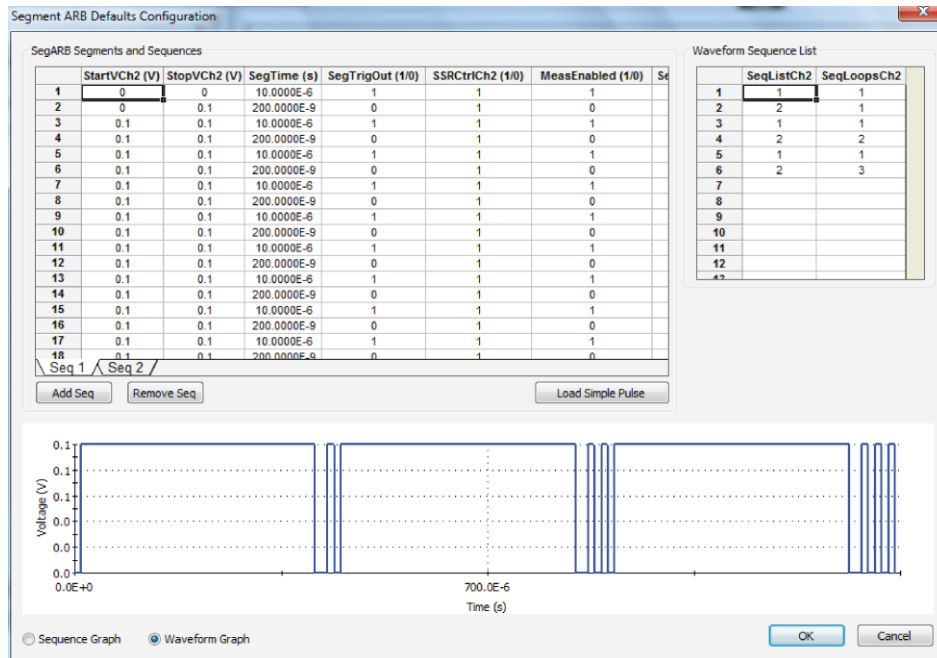 Segment ARB Defaults Configuration
SegARB Segments and Sequences
StartVCh2 (V) StopVCh2 (V) SegTime (s) SegTrigOut (1/0) SSRCtrlCh2 (1/0) MeasEnabled (1/0) Se
1 0 0 10.0000E-6 1 1 1
2 0 0.1 200.0000E-9 0 1 0
3 0.1 0.1 10.0000E-6 1 1 1
4 0.1 0.1 200.0000E-9 0 1 0
5 0.1 0.1 10.0000E-6 1 1 1
6 0.1 0.1 200.0000E-9 0 1 0
7 0.1 0.1 10.0000E-6 1 1 1
8 0.1 0.1 200.0000E-9 0 1 0
9 0.1 0.1 10.0000E-6 1 1 1
10 0.1 0.1 200.0000E-9 0 1 0
11 0.1 0.1 10.0000E-6 1 1 1
12 0.1 0.1 200.0000E-9 0 1 0
13 0.1 0.1 10.0000E-6 1 1 1
14 0.1 0.1 200.0000E-9 0 1 0
15 0.1 0.1 10.0000E-6 1 1 1
16 0.1 0.1 200.0000E-9 0 1 0
17 0.1 0.1 10.0000E-6 1 1 1
18 0.1 0.1 200.0000E-9 0 1 0
Seq 1 Seq 2
Add Seq Remove Seq Load Simple Pulse
Waveform Sequence List
SeqListCh2 SeqLoopsCh2
1 1 1
2 2 1
3 1 1
4 2 2
5 1 1
6 2 3
7
8
9
10
11
12
13
0.1
0.1
0.1
0.0
0.0
0.0
Voltage (V)
0.0E+0 700.0E-6
Time (s)
Sequence Graph Waveform Graph OK Cancel